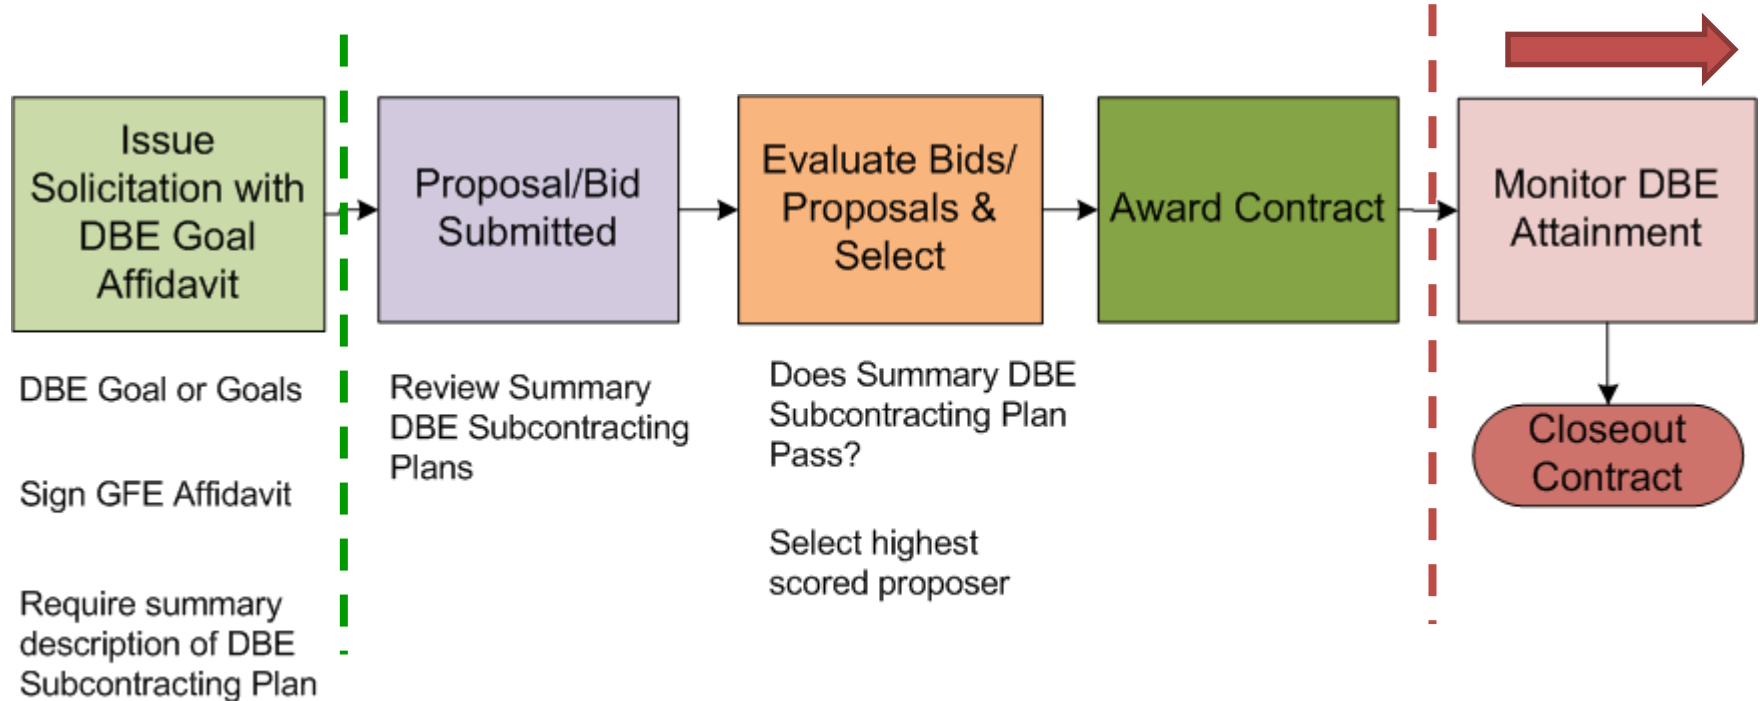 Issue
Solicitation with
DBE Goal
Affidavit
Proposal/Bid
Submitted
Evaluate Bids/
Proposals &
Select
Award Contract
Monitor DBE
Attainment
Closeout
Contract
DBE Goal or Goals
Sign GFE Affidavit
Require summary
description of DBE
Subcontracting Plan
Review Summary
DBE Subcontracting
Plans
Does Summary DBE
Subcontracting Plan
Pass?
Select highest
scored proposer